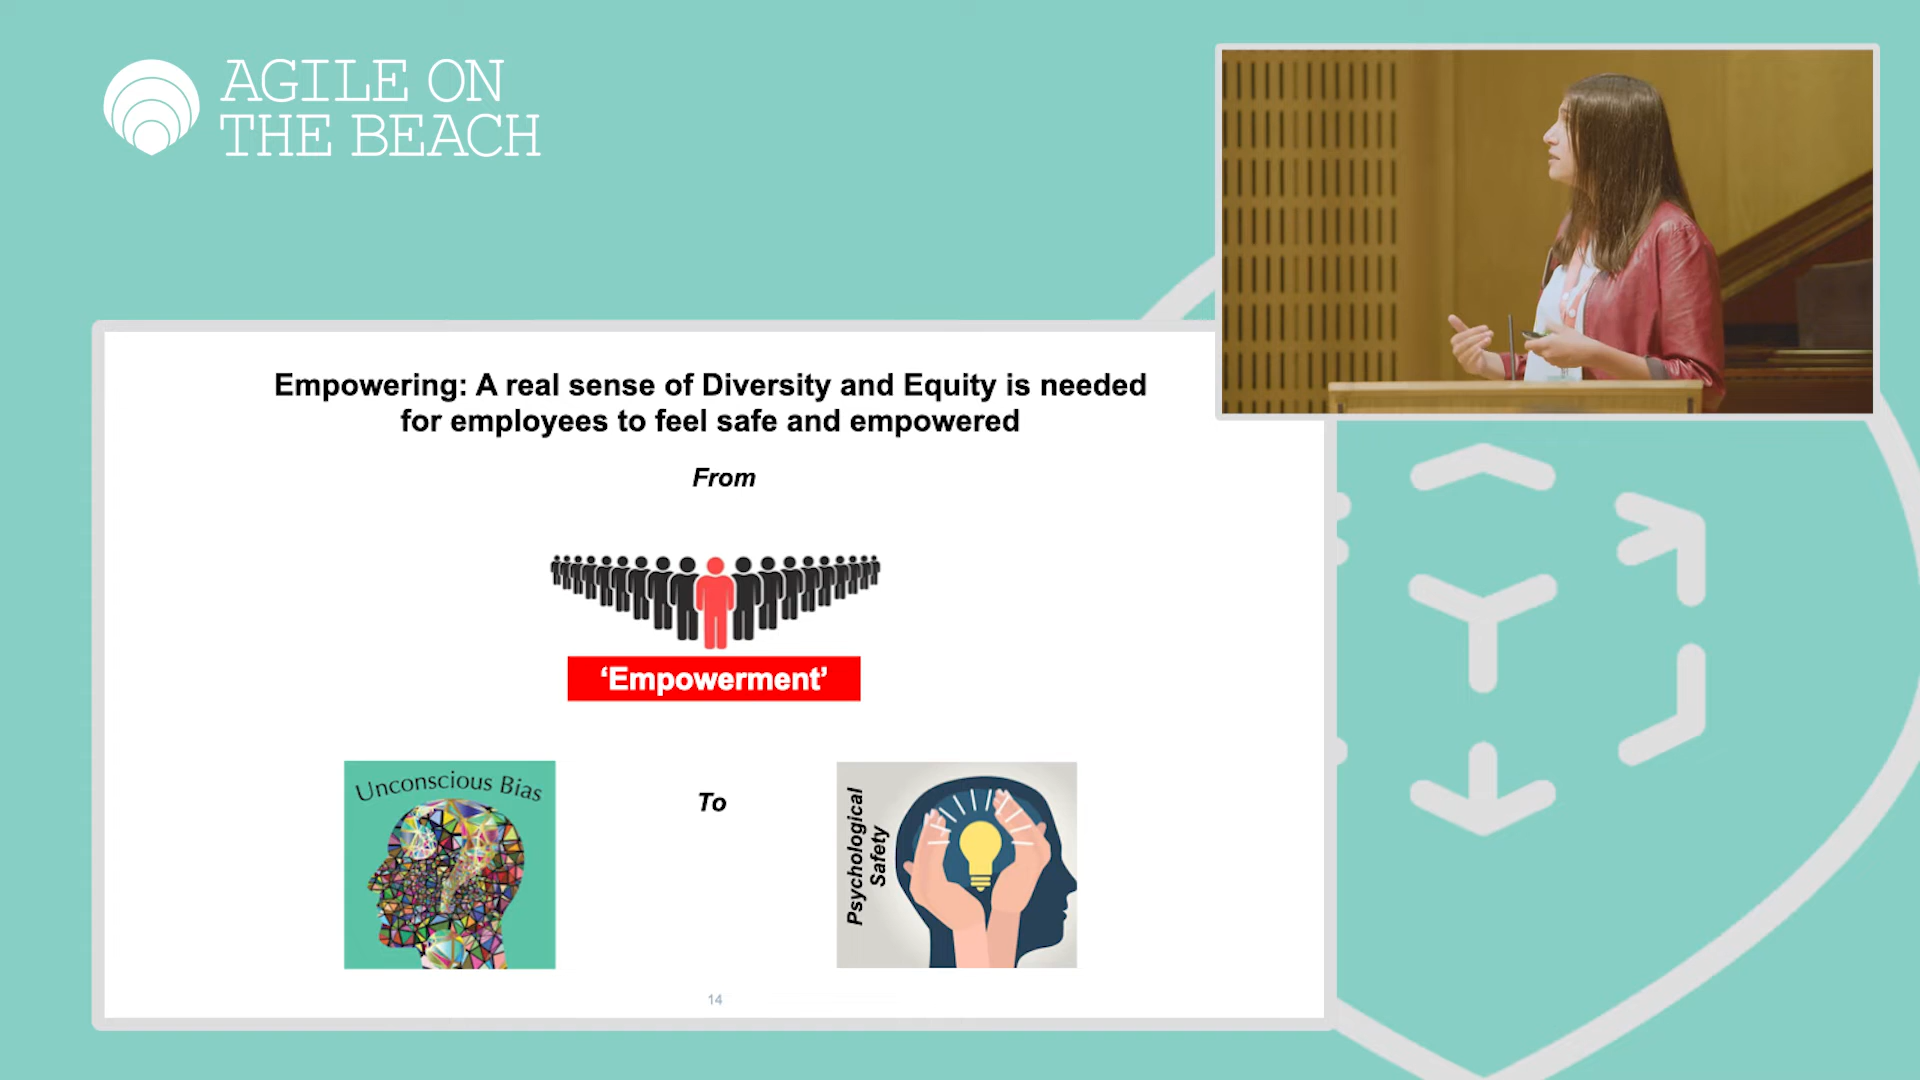 AGILE ON
THE BEACH
Empowering: A real sense of Diversity and Equity is needed
for employees to feel safe and empowered
From
‘Empowerment’
Unconscious Bias
To
Psychological
Safety
14